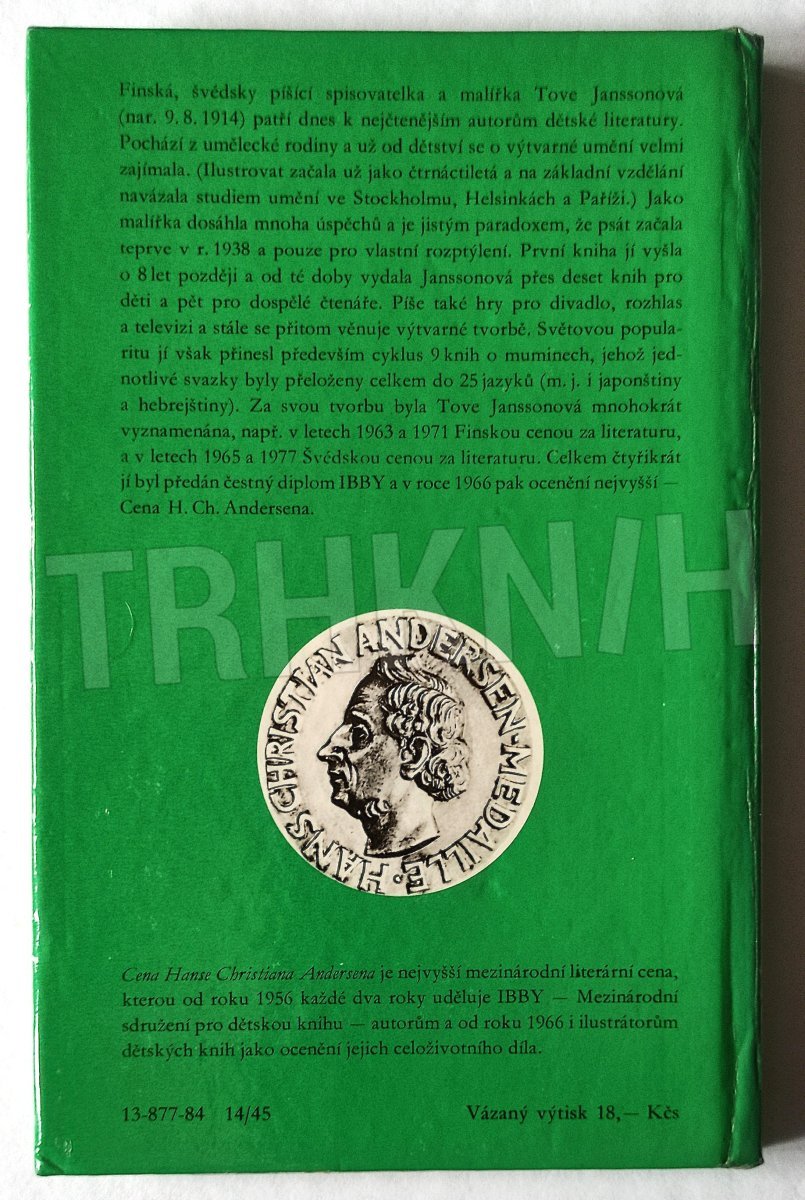 Finská, švédsky píšící spisovatelka a malířka Tove Janssonová
(nar. 9. 8. 1914) patří dnes k nejčtenějším autorům dětské literatury.
Pochází z umělecké rodiny a už od dětství se o výtvarné umění velmi
zajímala. (Ilustrovat začala už jako čtrnáctiletá a na základní vzdělání
navázala studiem umění ve Stockholmu, Helsinkách a Paříži.) Jako
malířka dosáhla mnoha úspěchů a je jistým paradoxem, že psát začala
teprve v r. 1938 a pouze pro vlastní rozptýlení. První kniha jí vyšla
o 8 let později a od té doby vydala Janssonová přes deset knih pro
děti a pět pro dospělé čtenáře. Píše také hry pro divadlo, rozhlas
a televizi a stále se přitom věnuje výtvarné tvorbě. Světovou popula-
ritu jí však přinesl především cyklus 9 knih o muminech, jehož jed-
notlivé svazky byly přeloženy celkem do 25 jazyků (m. j. i japonštiny
a hebrejštiny). Za svou tvorbu byla Tove Janssonová mnohokrát
vyznamenána, např. v letech 1963 a 1971 Finskou cenou za literaturu,
a v letech 1965 a 1977 Švédskou cenou za literaturu. Celkem čtyřikrát
jí byl předán čestný diplom IBBY a v roce 1966 pak ocenění nejvyšší —
Cena H. Ch. Andersena.
TRHKNIH
HANS CHRISTIAN ANDERSEN-MEDAILLE •
Cena Hanse Christiana Andersena je nejvyšší mezinárodní literární cena,
kterou od roku 1956 každé dva roky uděluje IBBY — Mezinárodní
sdružení pro dětskou knihu — autorům a od roku 1966 i ilustrátorům
dětských knih jako ocenění jejich celoživotního díla.
13-877-84 14/45 Vázaný výtisk 18,— Kčs